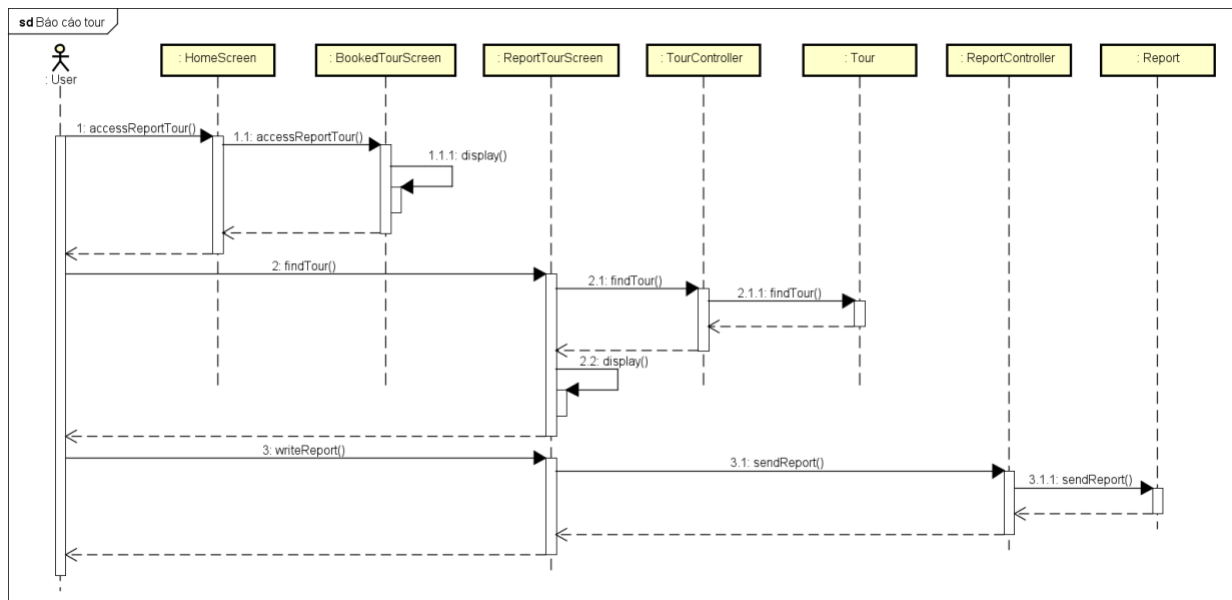 sd Báo cáo tour
: User
: HomeScreen
: BookedTourScreen
: ReportTourScreen
: TourController
: Tour
: ReportController
: Report
1: accessReportTour()
1.1: accessReportTour()
1.1.1: display()
2: findTour()
2.1: findTour()
2.1.1: findTour()
2.2: display()
3: writeReport()
3.1: sendReport()
3.1.1: sendReport()